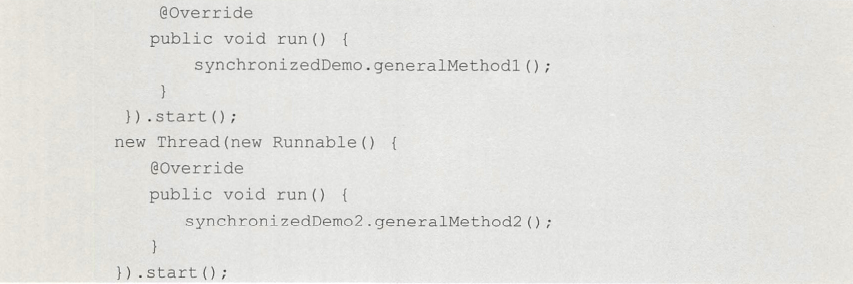 @Override
public void run() {
synchronizedDemo.generalMethod1();
}
}).start();
new Thread(new Runnable() {
@Override
public void run() {
synchronizedDemo2.generalMethod2();
}
}).start();